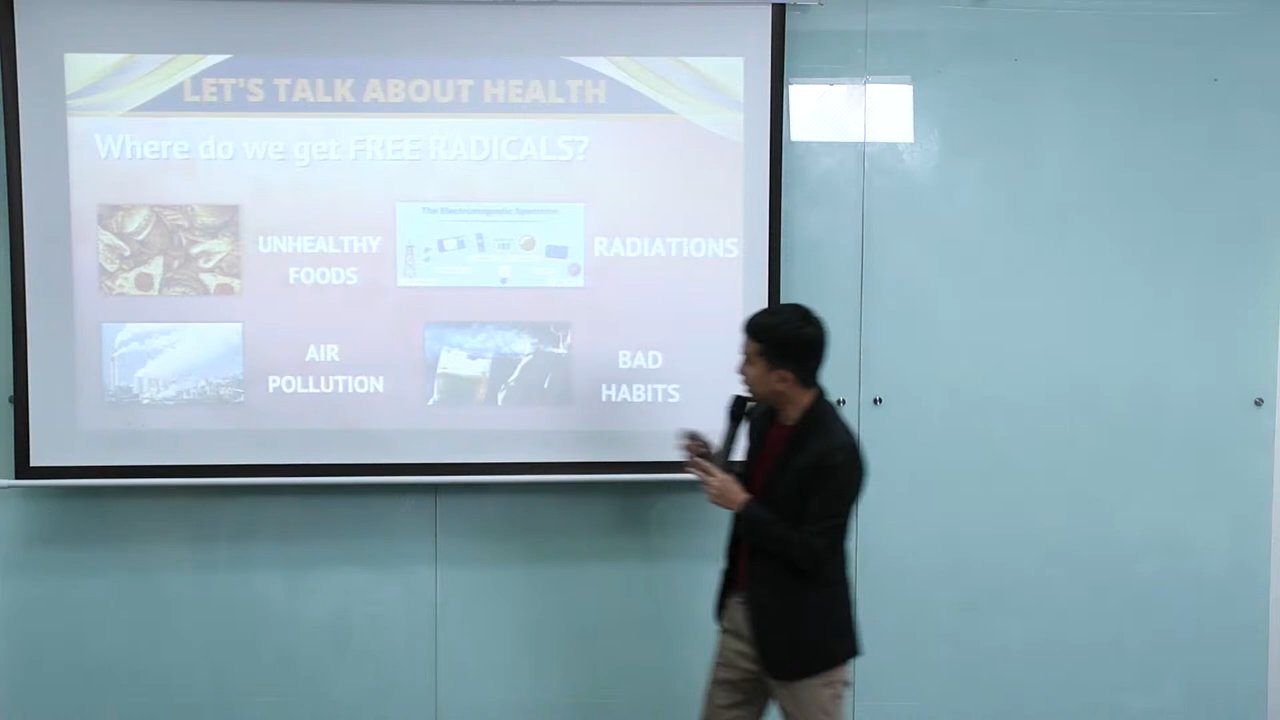 LET'S TALK ABOUT HEALTH
Where do we get FREE RADICALS?
The Electromagnetic Spectrum
UNHEALTHY
FOODS
RADIATIONS
AIR
POLLUTION
BAD
HABITS